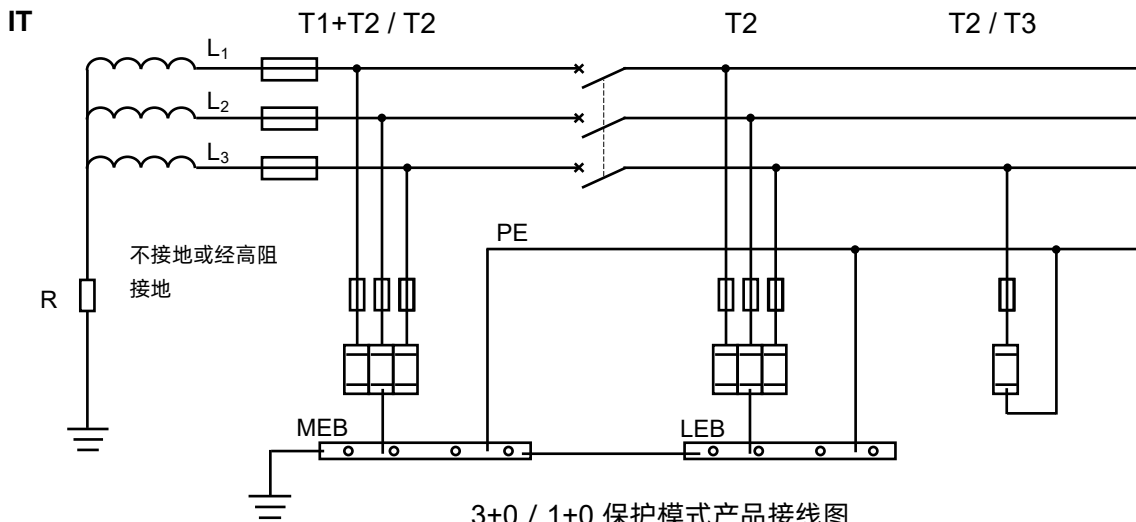 IT
T1+T2 / T2
T2
T2 / T3
L₁
L₂
L₃
PE
不接地或经高阻
接地
R
MEB
LEB
3+0 / 1+0 保护模式产品接线图